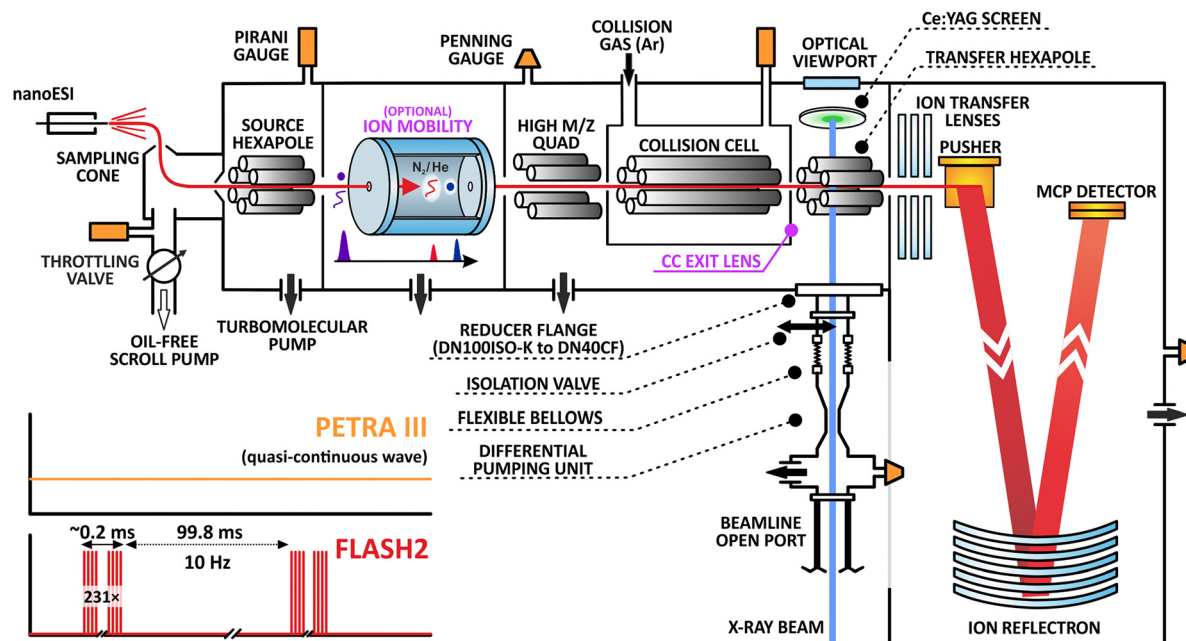 nanoESI
SAMPLING
CONE
THROTTLING
VALVE
OIL-FREE
SCROLL PUMP
PIRANI
GAUGE
SOURCE
HEXAPOLE
TURBOMOLECULAR
PUMP
(OPTIONAL)
ION MOBILITY
N₂/He
PENNING
GAUGE
HIGH M/Z
QUAD
COLLISION
GAS (Ar)
COLLISION CELL
CC EXIT LENS
OPTICAL
VIEWPORT
Ce:YAG SCREEN
TRANSFER HEXAPOLE
ION TRANSFER
LENSES
PUSHER
MCP DETECTOR
REDUCER FLANGE
(DN100ISO-K to DN40CF)
ISOLATION VALVE
FLEXIBLE BELLOWS
DIFFERENTIAL
PUMPING UNIT
BEAMLINE
OPEN PORT
X-RAY BEAM
ION REFLECTRON
PETRA III
(quasi-continuous wave)
~0.2 ms
99.8 ms
10 Hz
FLASH2
231×